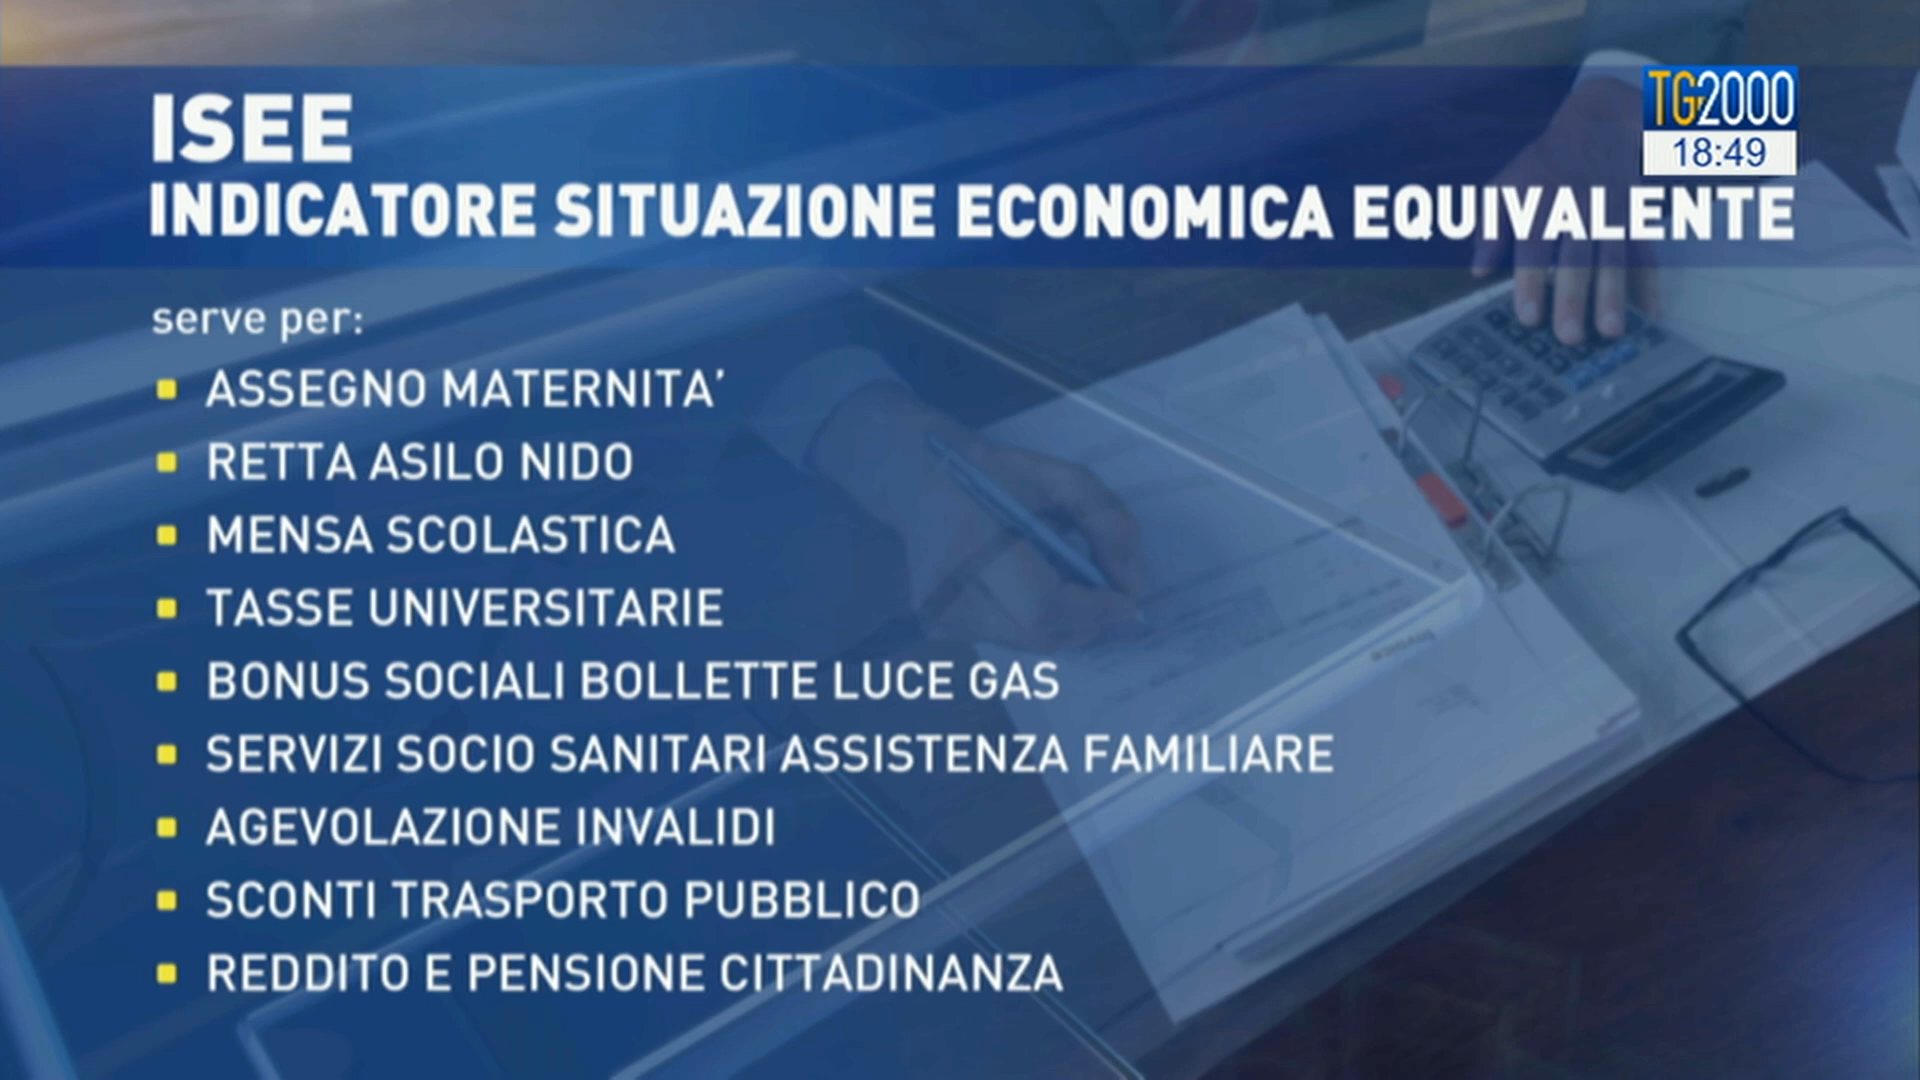 TG2000
18:49
ISEE
INDICATORE SITUAZIONE ECONOMICA EQUIVALENTE
serve per:
ASSEGNO MATERNITA’
RETTA ASILO NIDO
MENSA SCOLASTICA
TASSE UNIVERSITARIE
BONUS SOCIALI BOLLETTE LUCE GAS
SERVIZI SOCIO SANITARI ASSISTENZA FAMILIARE
AGEVOLAZIONE INVALIDI
SCONTI TRASPORTO PUBBLICO
REDDITO E PENSIONE CITTADINANZA